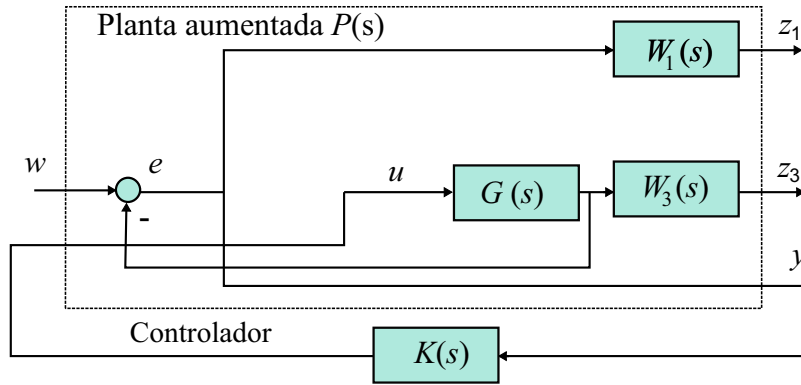 Planta aumentada P(s)
z1
W1(s)
w
e
u
G(s)
W3(s)
z3
-
y
Controlador
K(s)